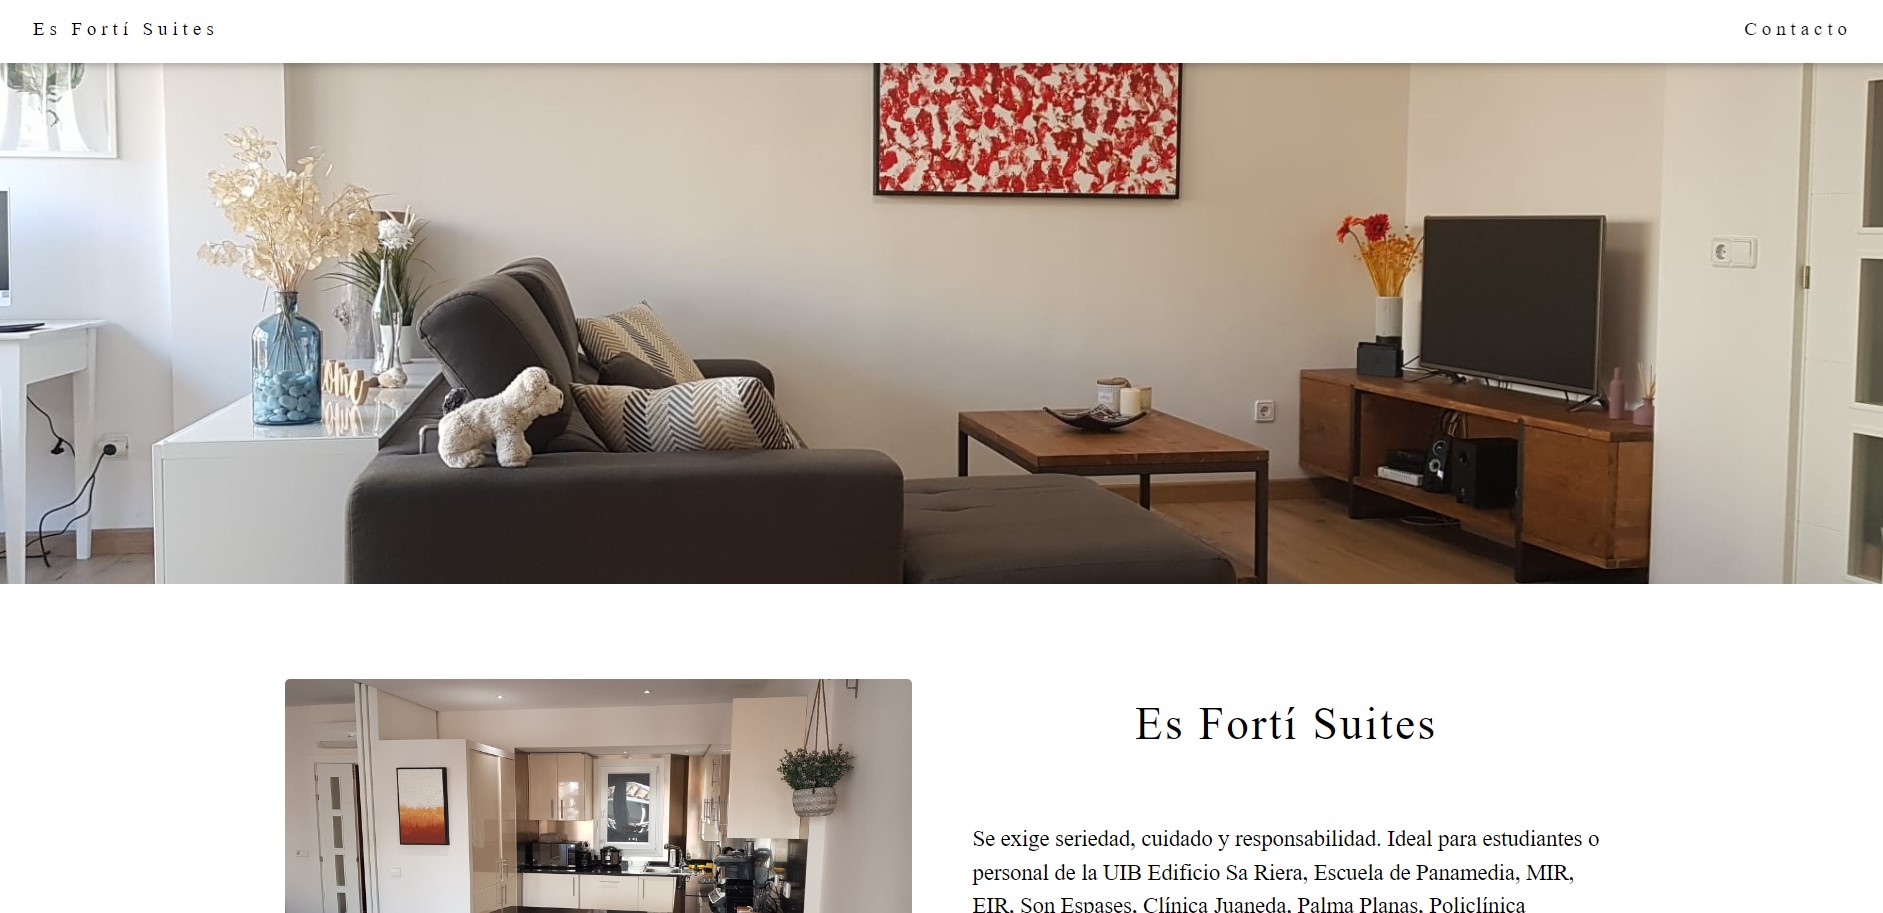 Es Fortí Suites
Contacto
Es Fortí Suites
Se exige seriedad, cuidado y responsabilidad. Ideal para estudiantes o
personal de la UIB Edificio Sa Riera, Escuela de Panamedia, MIR,
EIR, Son Espases, Clínica Juaneda, Palma Planas, Policlínica